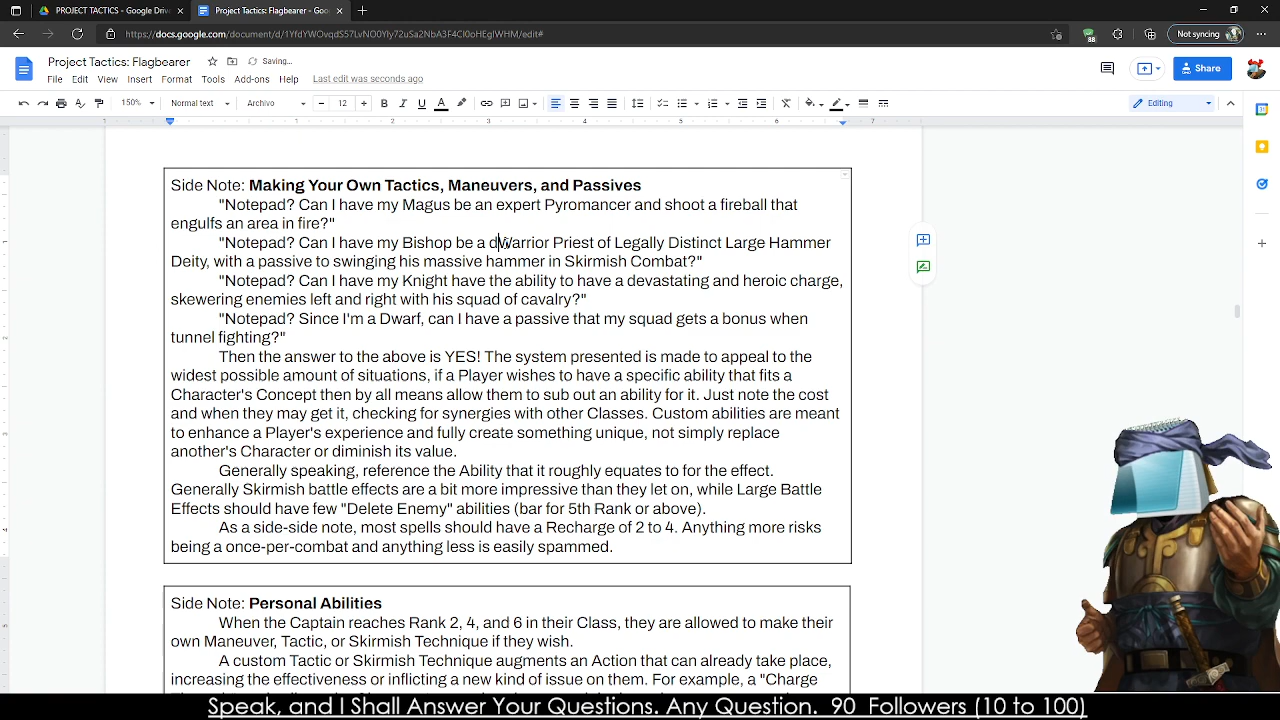 PROJECT TACTICS - Google Drive
Project Tactics: Flagbearer - Goo
https://docs.google.com/document/d/1YfdYWOvqdS57LvNO0Yly72uSa2NbA3F4Cl0oHEglWHM/edit#
88
Not syncing
Project Tactics: Flagbearer
Saving...
File Edit View Insert Format Tools Add-ons Help Last edit was seconds ago
Share
150% Normal text Archivo 12 Editing
1 1 2 3 4 5 6 7
Side Note: Making Your Own Tactics, Maneuvers, and Passives
"Notepad? Can I have my Magus be an expert Pyromancer and shoot a fireball that
engulfs an area in fire?"
"Notepad? Can I have my Bishop be a dWarrior Priest of Legally Distinct Large Hammer
Deity, with a passive to swinging his massive hammer in Skirmish Combat?"
"Notepad? Can I have my Knight have the ability to have a devastating and heroic charge,
skewering enemies left and right with his squad of cavalry?"
"Notepad? Since I'm a Dwarf, can I have a passive that my squad gets a bonus when
tunnel fighting?"
Then the answer to the above is YES! The system presented is made to appeal to the
widest possible amount of situations, if a Player wishes to have a specific ability that fits a
Character's Concept then by all means allow them to sub out an ability for it. Just note the cost
and when they may get it, checking for synergies with other Classes. Custom abilities are meant
to enhance a Player's experience and fully create something unique, not simply replace
another's Character or diminish its value.
Generally speaking, reference the Ability that it roughly equates to for the effect.
Generally Skirmish battle effects are a bit more impressive than they let on, while Large Battle
Effects should have few "Delete Enemy" abilities (bar for 5th Rank or above).
As a side-side note, most spells should have a Recharge of 2 to 4. Anything more risks
being a once-per-combat and anything less is easily spammed.
Side Note: Personal Abilities
When the Captain reaches Rank 2, 4, and 6 in their Class, they are allowed to make their
own Maneuver, Tactic, or Skirmish Technique if they wish.
A custom Tactic or Skirmish Technique augments an Action that can already take place,
increasing the effectiveness or inflicting a new kind of issue on them. For example, a "Charge
Speak, and I Shall Answer Your Questions. Any Question. 90 Followers (10 to 100)